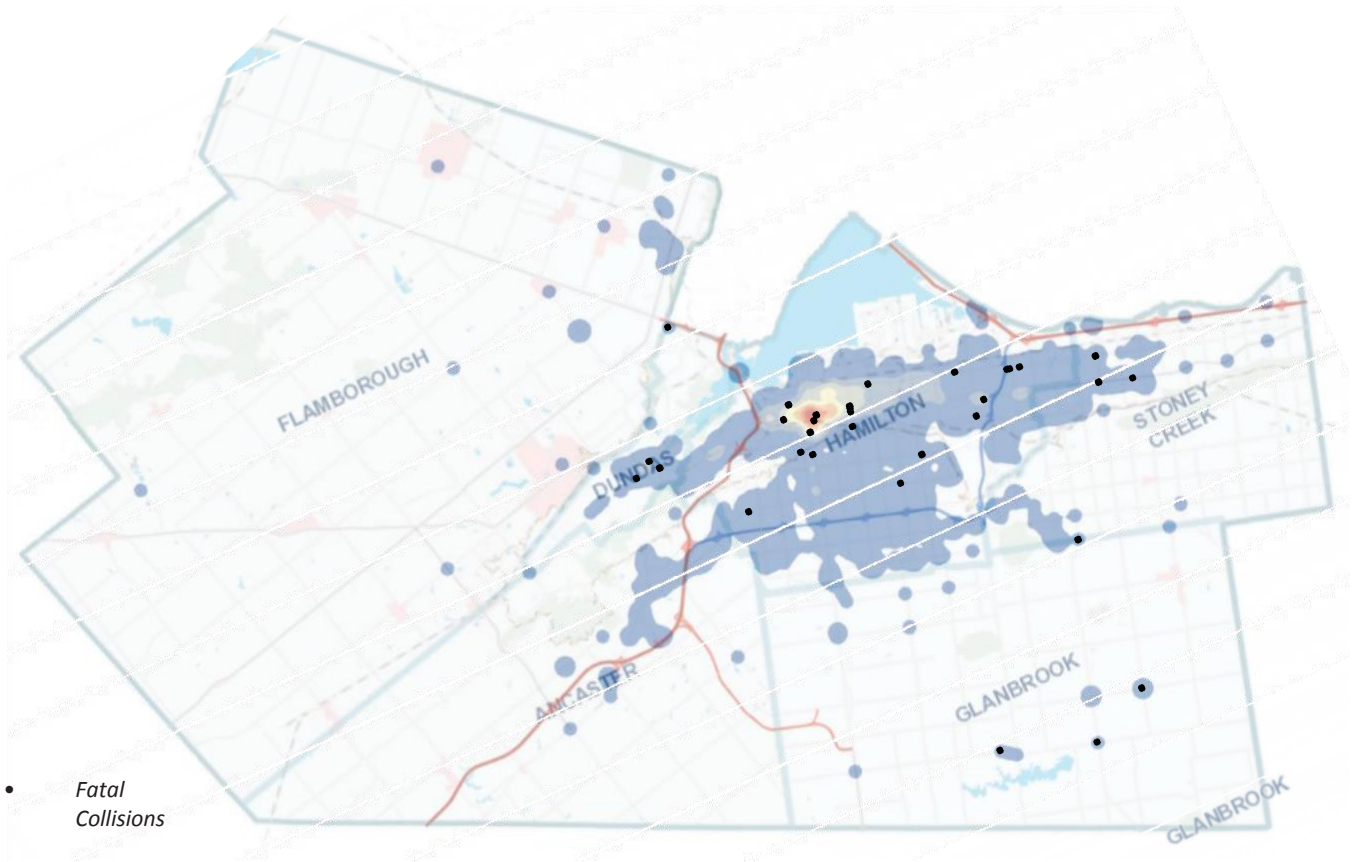 FLAMBOROUGH
HAMILTON
STONEY
CREEK
DUNDAS
ANCASTER
GLANBROOK
GLANBROOK
• Fatal
Collisions